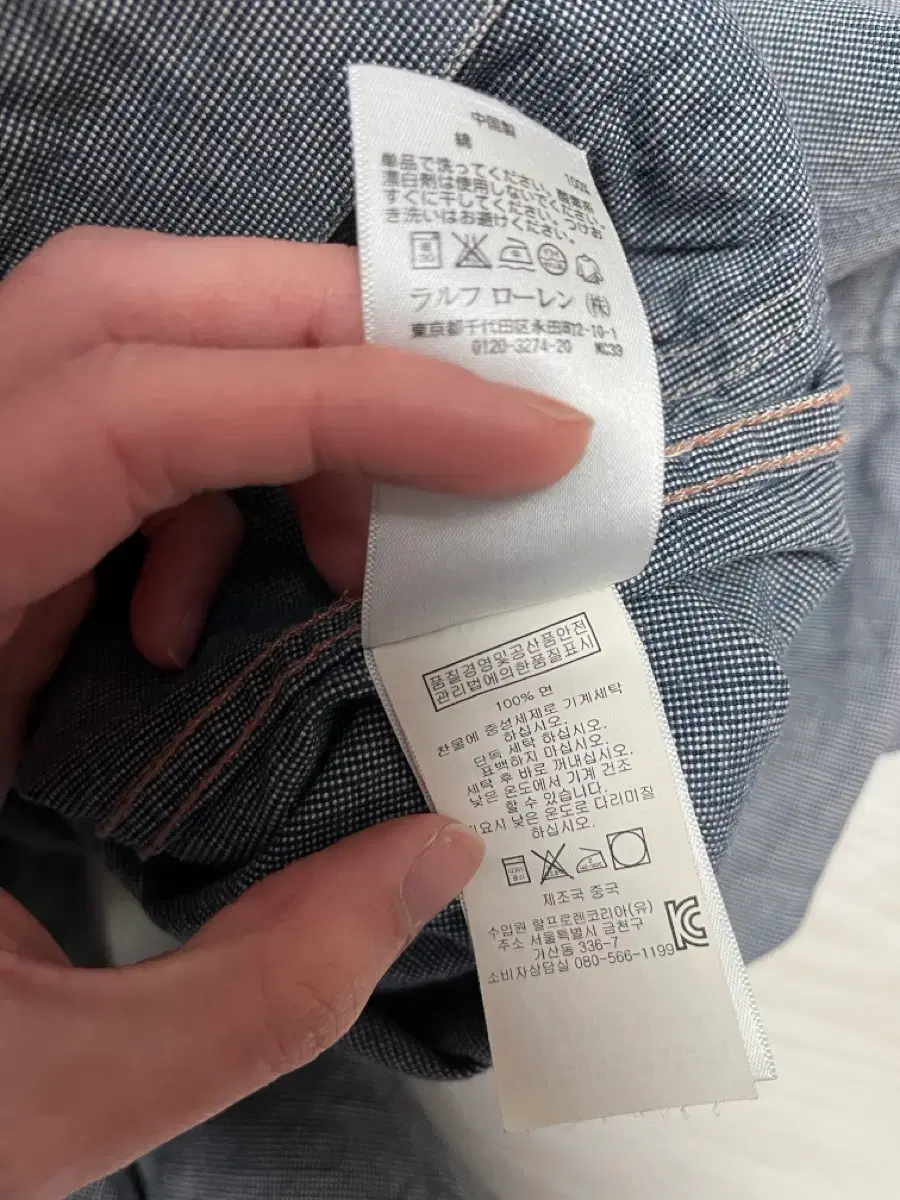 中国製
綿 100%
単品で洗ってください。
漂白剤は使用しないでください。
すぐに干してください。つけお
き洗いはお避けください。
ラルフ ローレン (株)
東京都千代田区永田町2-10-1
0120-3274-20 KC33
품질경영및공산품안전
관리법에의한품질표시
100% 면
찬물에 중성세제로 기계세탁
하십시오.
단독 세탁 하십시오.
표백하지 마십시오.
세탁 후 바로 꺼내십시오.
낮은 온도에서 기계 건조
할 수 있습니다.
요시 낮은 온도로 다리미질
하십시오.
제조국 중국
수입원 랄프로렌코리아(유)
주소 서울특별시 금천구
가산동 336-7
소비자상담실 080-566-1199